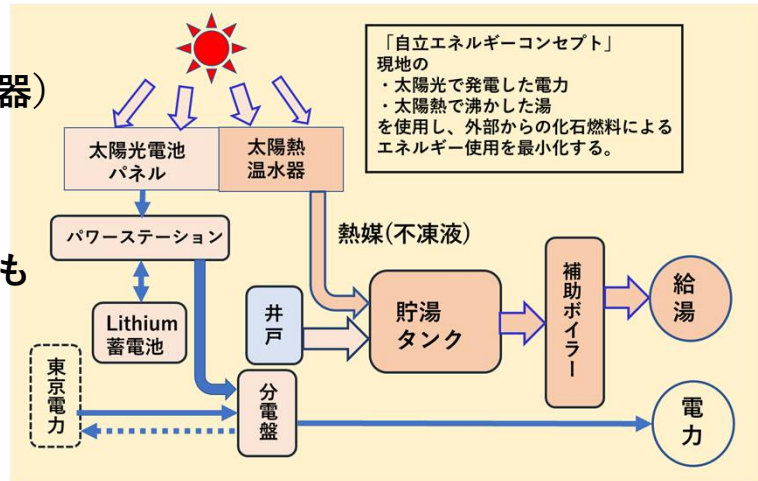 器)
も
「自立エネルギーコンセプト」
現地の
・太陽光で発電した電力
・太陽熱で沸かした湯
を使用し、外部からの化石燃料による
エネルギー使用を最小化する。
太陽光電池
パネル
太陽熱
温水器
パワーステーション
熱媒(不凍液)
Lithium
蓄電池
井戸
貯湯
タンク
補助ボイラー
給湯
東京電力
分電盤
電力